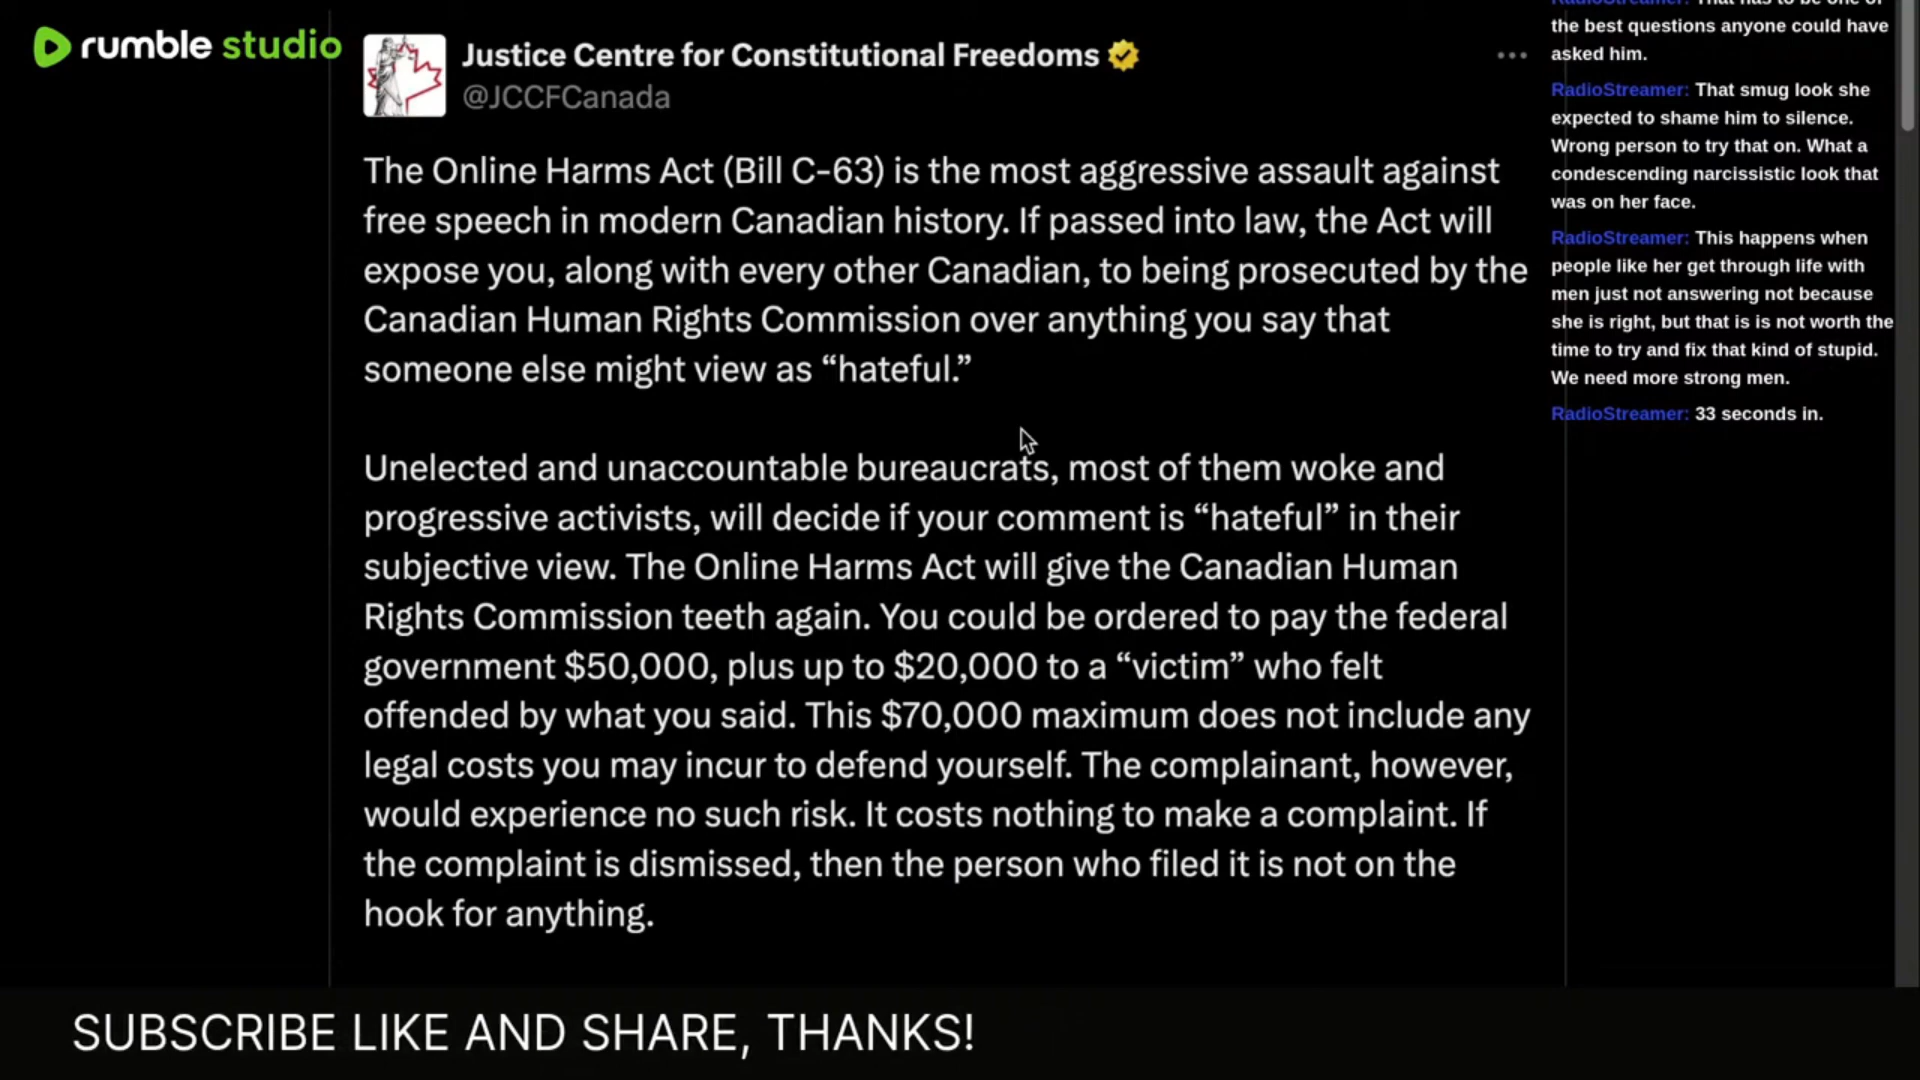 rumble studio
Justice Centre for Constitutional Freedoms
@JCCFCanada
The Online Harms Act (Bill C-63) is the most aggressive assault against
free speech in modern Canadian history. If passed into law, the Act will
expose you, along with every other Canadian, to being prosecuted by the
Canadian Human Rights Commission over anything you say that
someone else might view as “hateful.”
Unelected and unaccountable bureaucrats, most of them woke and
progressive activists, will decide if your comment is “hateful” in their
subjective view. The Online Harms Act will give the Canadian Human
Rights Commission teeth again. You could be ordered to pay the federal
government $50,000, plus up to $20,000 to a “victim” who felt
offended by what you said. This $70,000 maximum does not include any
legal costs you may incur to defend yourself. The complainant, however,
would experience no such risk. It costs nothing to make a complaint. If
the complaint is dismissed, then the person who filed it is not on the
hook for anything.
RadioStreamer: That has to be one of
the best questions anyone could have
asked him.
RadioStreamer: That smug look she
expected to shame him to silence.
Wrong person to try that on. What a
condescending narcissistic look that
was on her face.
RadioStreamer: This happens when
people like her get through life with
men just not answering not because
she is right, but that is is not worth the
time to try and fix that kind of stupid.
We need more strong men.
RadioStreamer: 33 seconds in.
SUBSCRIBE LIKE AND SHARE, THANKS!